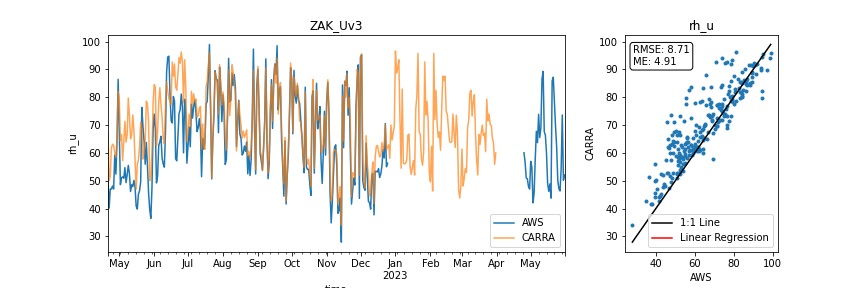 ZAK_Uv3
rh_u
100
90
80
70
60
50
40
30
rh_u
AWS
CARRA
May Jun Jul Aug Sep Oct Nov Dec Jan Feb Mar Apr May
2023
100
90
80
70
60
50
40
30
CARRA
RMSE: 8.71
ME: 4.91
1:1 Line
Linear Regression
40 60 80 100
AWS